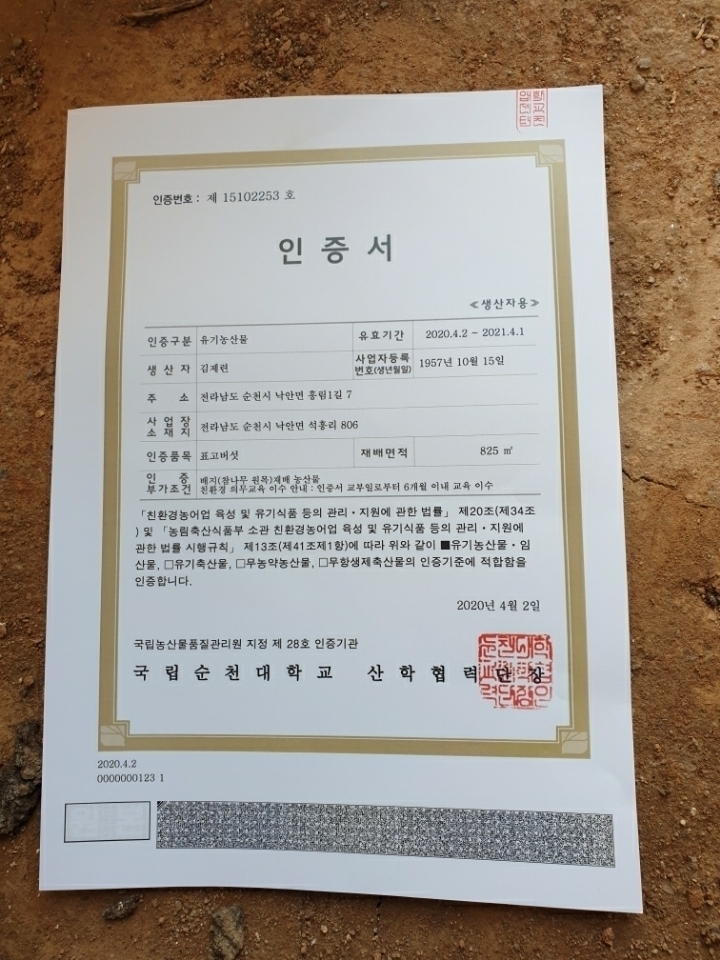 인증번호 : 제 15102253 호
인 증 서
≪생산자용≫
인증구분 유기농산물 유효기간 2020.4.2 - 2021.4.1
생 산 자 김제련 사업자등록번호(생년월일) 1957년 10월 15일
주 소 전라남도 순천시 낙안면 홍림1길 7
사 업 장 소 재 지 전라남도 순천시 낙안면 석흥리 806
인증품목 표고버섯 재배면적 825 ㎡
인 증 부가조건 배지(참나무 원목)재배 농산물
친환경 의무교육 이수 안내 : 인증서 교부일로부터 6개월 이내 교육 이수
「친환경농어업 육성 및 유기식품 등의 관리・지원에 관한 법률」 제20조(제34조
) 및 「농림축산식품부 소관 친환경농어업 육성 및 유기식품 등의 관리・지원에
관한 법률 시행규칙」 제13조(제41조제1항)에 따라 위와 같이 ■유기농산물・임
산물, □유기축산물, □무농약농산물, □무항생제축산물의 인증기준에 적합함을
인증합니다.
2020년 4월 2일
국립농산물품질관리원 지정 제 28호 인증기관
국립순천대학교 산학협력단장
2020.4.2
0000000123 1